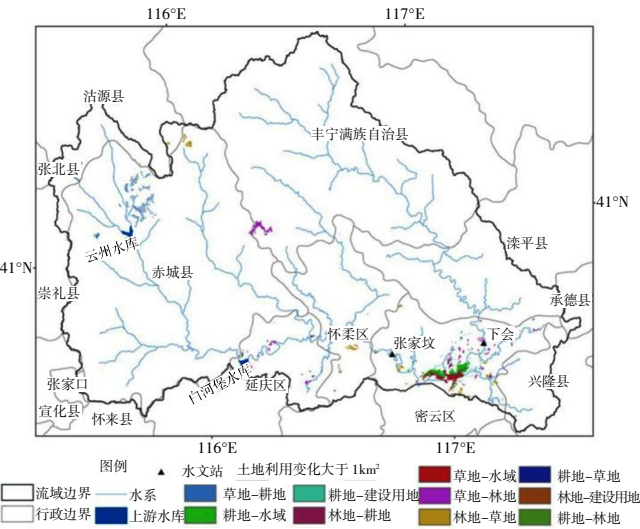 116°E 117°E
沽源县
丰宁满族自治县
张北县
41°N
云州水库
滦平县
41°N
赤城县
崇礼县
承德县
怀柔区
张家坟
下会
白河堡水库
延庆区
张家口
兴隆县
宣化县
怀来县
密云区
116°E 117°E
图例 水文站 土地利用变化大于 1km²
流域边界 水系 草地-耕地 耕地-建设用地 草地-水域 耕地-草地
行政边界 上游水库 耕地-水域 林地-耕地 草地-林地 林地-建设用地
林地-草地 耕地-林地